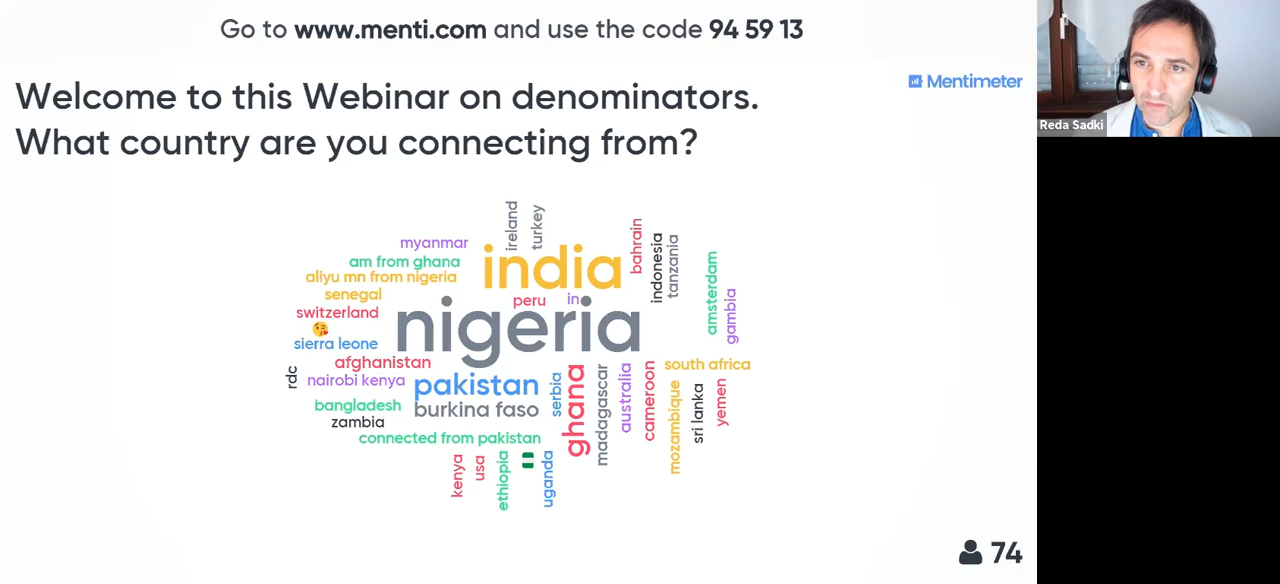 Go to www.menti.com and use the code 94 59 13
Mentimeter
Welcome to this Webinar on denominators.
What country are you connecting from?
Reda Sadki
ireland
turkey
myanmar
india
bahrain
indonesia
tanzania
am from ghana
aliyu mn from nigeria
amsterdam
gambia
senegal
peru
in
switzerland
nigeria
sierra leone
afghanistan
south africa
rdc
nairobi kenya
pakistan
serbia
ghana
madagascar
australia
cameroon
mozambique
sri lanka
yemen
bangladesh
burkina faso
zambia
connected from pakistan
kenya
usa
ethiopia
uganda
74